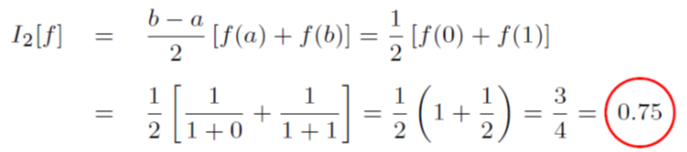 I₂[f] = (b − a)/2 [f(a) + f(b)] = 1/2 [f(0) + f(1)]
= 1/2 [1/(1 + 0) + 1/(1 + 1)] = 1/2 (1 + 1/2) = 3/4 = 0.75